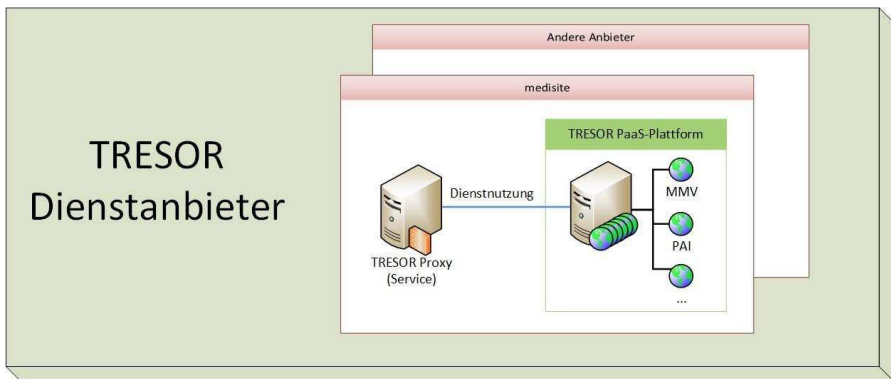 TRESOR
Dienstanbieter
Andere Anbieter
medisite
TRESOR PaaS-Plattform
Dienstnutzung
TRESOR Proxy
(Service)
MMV
PAI
...